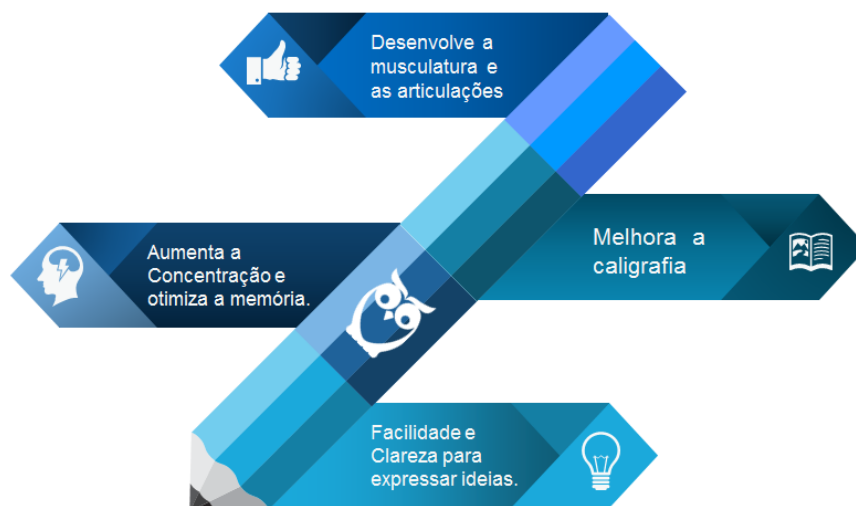 Desenvolve a
musculatura e
as articulações
Melhora a
caligrafia
Aumenta a
Concentração e
otimiza a memória.
Facilidade e
Clareza para
expressar ideias.